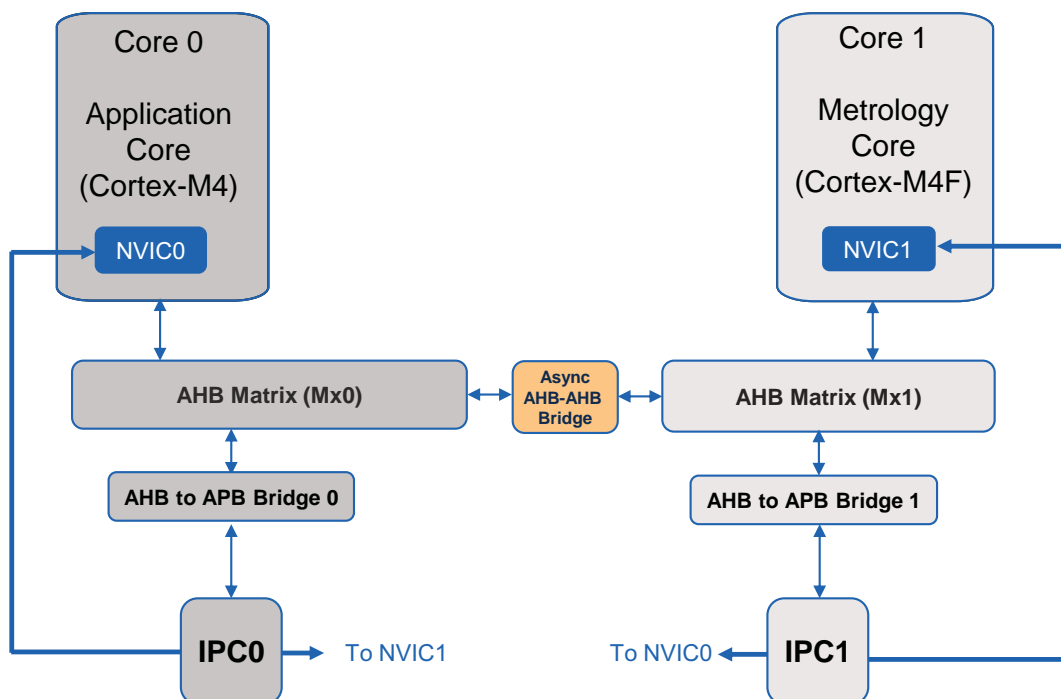 Core 0
Application
Core
(Cortex-M4)
NVIC0
Core 1
Metrology
Core
(Cortex-M4F)
NVIC1
AHB Matrix (Mx0)
Async
AHB-AHB
Bridge
AHB Matrix (Mx1)
AHB to APB Bridge 0
AHB to APB Bridge 1
IPC0
To NVIC1
To NVIC0
IPC1